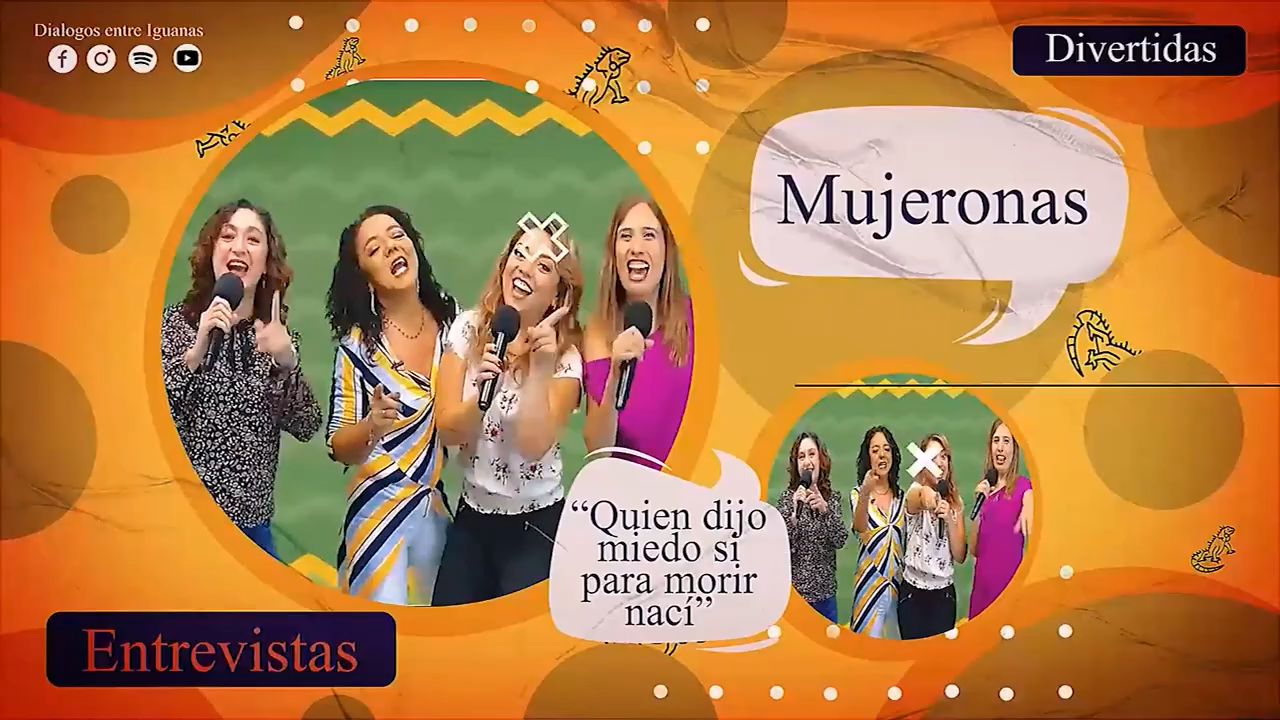 Dialogos entre Iguanas
Divertidas
Mujeronas
“Quien dijo
miedo si
para morir
nací”
Entrevistas